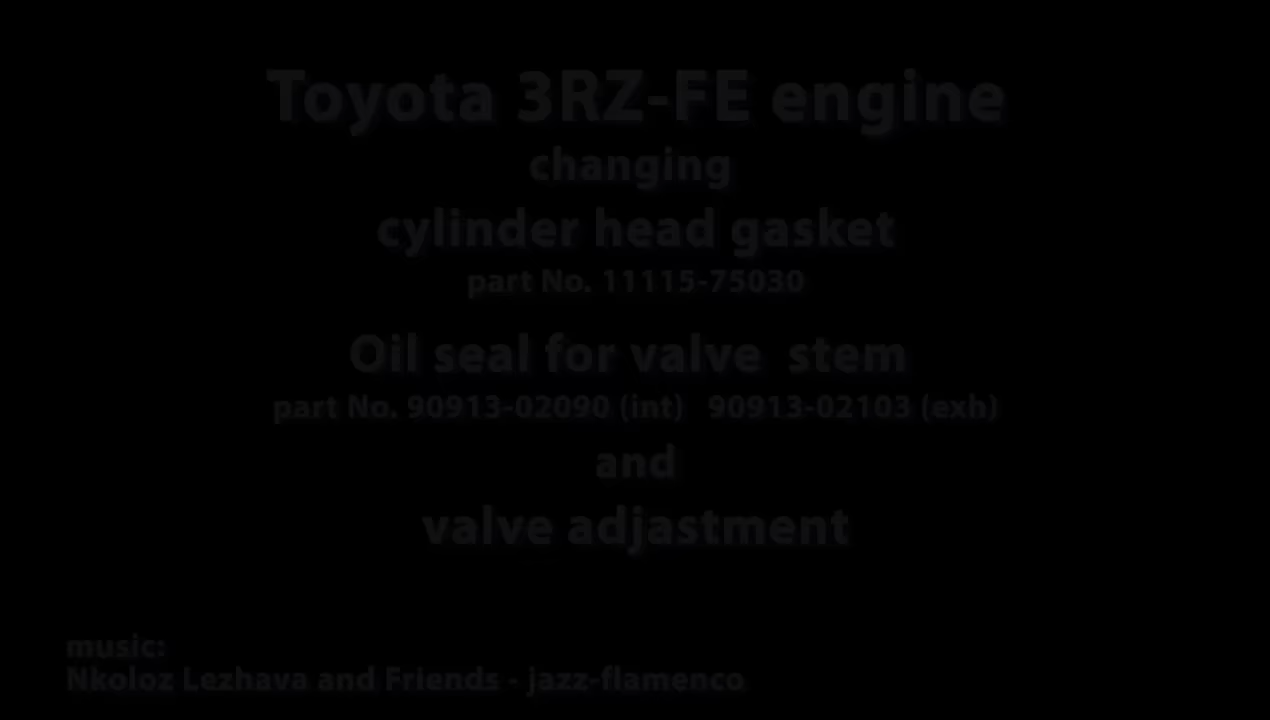 Toyota 3RZ-FE engine
changing
cylinder head gasket
part No. 11115-75030
Oil seal for valve stem
part No. 90913-02090 (int) 90913-02103 (exh)
and
valve adjastment
music:
Nkoloz Lezhava and Friends - jazz-flamenco